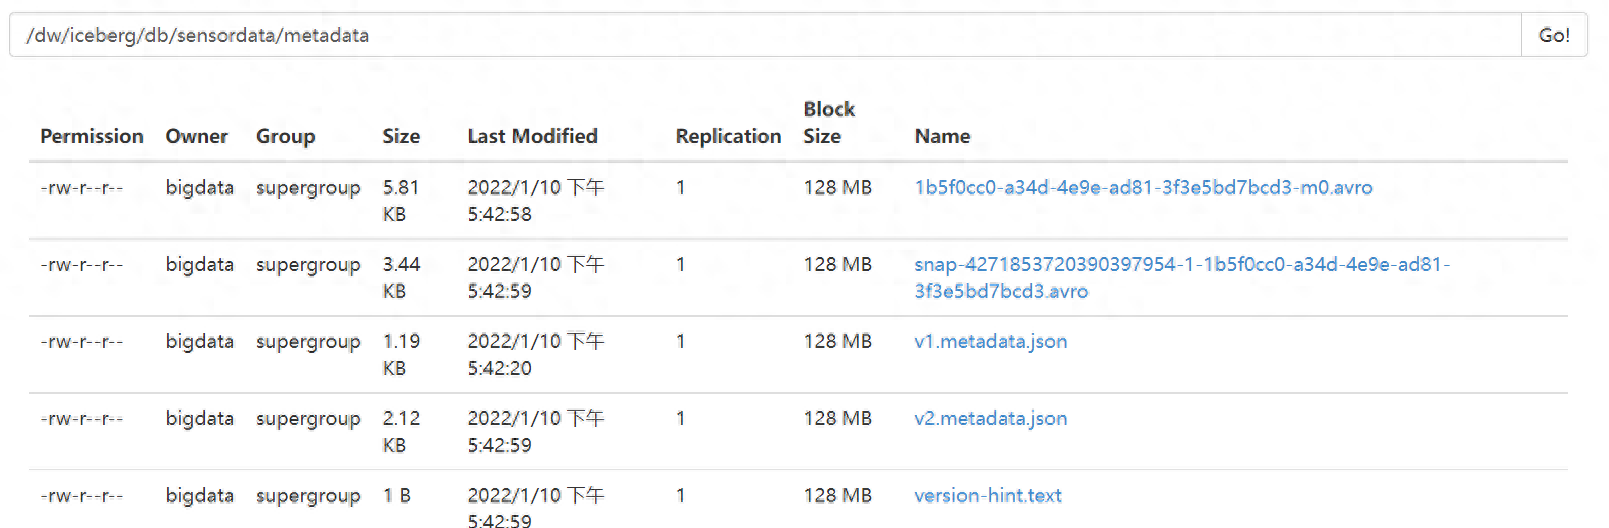 /dw/iceberg/db/sensordata/metadata Go!
Block
Permission Owner Group Size Last Modified Replication Size Name
-rw-r--r-- bigdata supergroup 5.81 2022/1/10 下午 1 128 MB 1b5f0cc0-a34d-4e9e-ad81-3f3e5bd7bcd3-m0.avro
KB 5:42:58
-rw-r--r-- bigdata supergroup 3.44 2022/1/10 下午 1 128 MB snap-4271853720390397954-1-1b5f0cc0-a34d-4e9e-ad81-
KB 5:42:59 3f3e5bd7bcd3.avro
-rw-r--r-- bigdata supergroup 1.19 2022/1/10 下午 1 128 MB v1.metadata.json
KB 5:42:20
-rw-r--r-- bigdata supergroup 2.12 2022/1/10 下午 1 128 MB v2.metadata.json
KB 5:42:59
-rw-r--r-- bigdata supergroup 1 B 2022/1/10 下午 1 128 MB version-hint.text
5:42:59